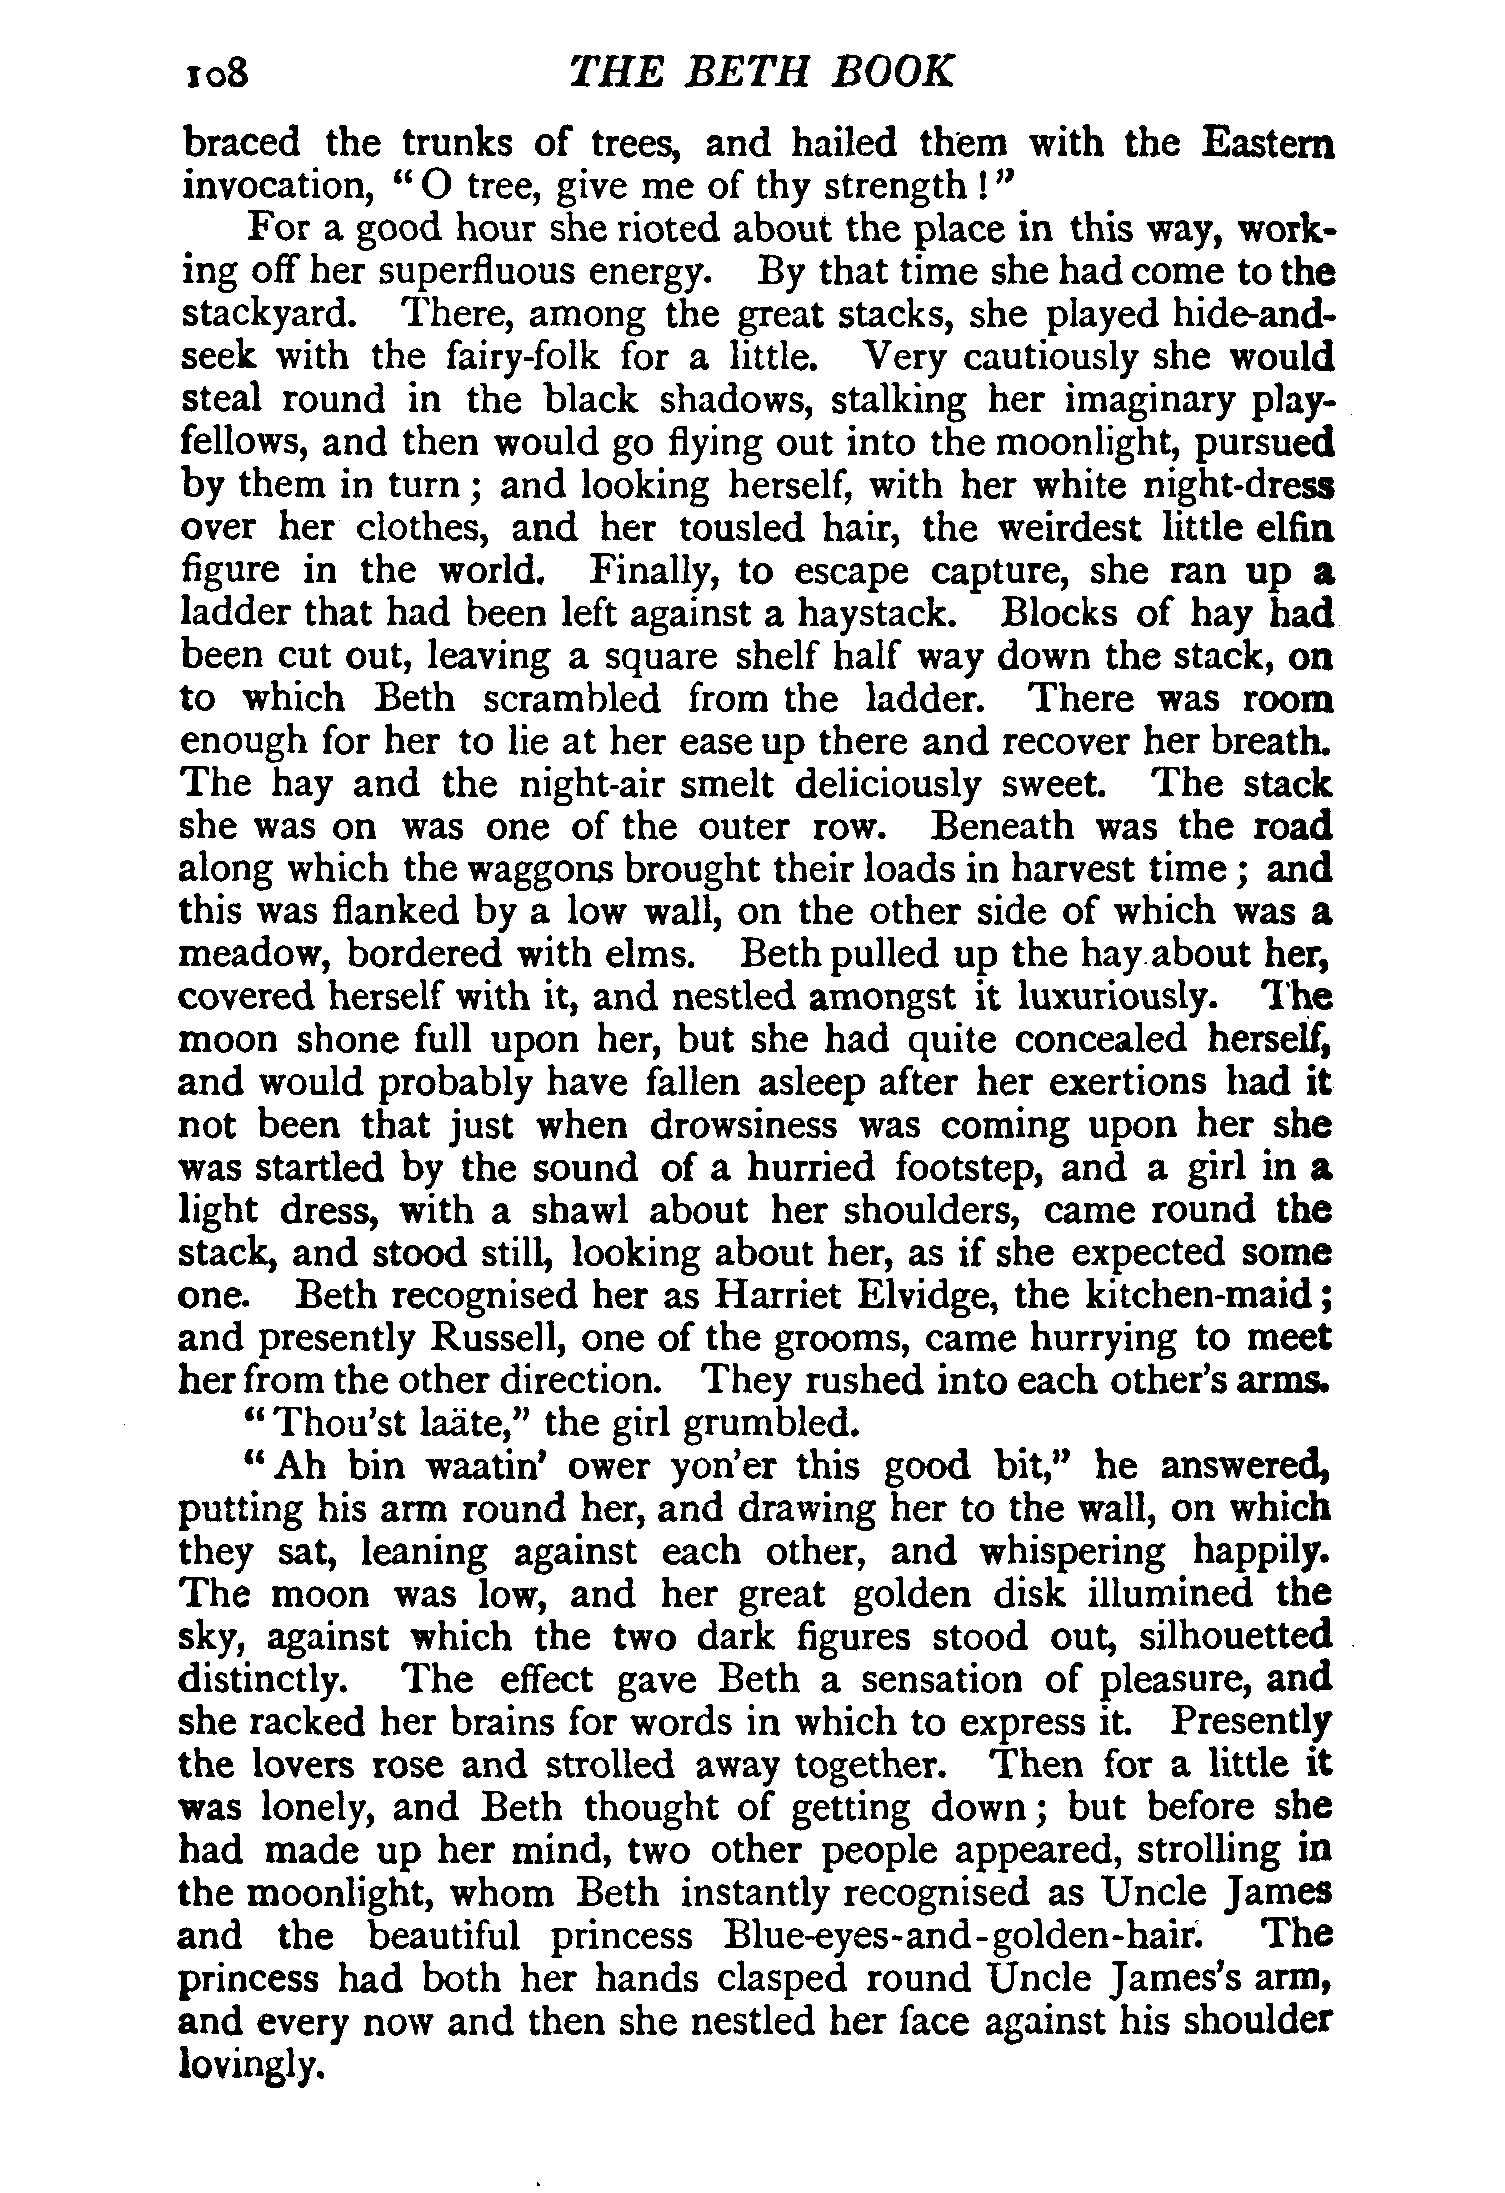 108 THE BETH BOOK
braced the trunks of trees, and hailed them with the Eastern
invocation, “O tree, give me of thy strength!”
For a good hour she rioted about the place in this way, work-
ing off her superfluous energy. By that time she had come to the
stackyard. There, among the great stacks, she played hide-and-
seek with the fairy-folk for a little. Very cautiously she would
steal round in the black shadows, stalking her imaginary play-
fellows, and then would go flying out into the moonlight, pursued
by them in turn; and looking herself, with her white night-dress
over her clothes, and her tousled hair, the weirdest little elfin
figure in the world. Finally, to escape capture, she ran up a
ladder that had been left against a haystack. Blocks of hay had
been cut out, leaving a square shelf half way down the stack, on
to which Beth scrambled from the ladder. There was room
enough for her to lie at her ease up there and recover her breath.
The hay and the night-air smelt deliciously sweet. The stack
she was on was one of the outer row. Beneath was the road
along which the waggons brought their loads in harvest time; and
this was flanked by a low wall, on the other side of which was a
meadow, bordered with elms. Beth pulled up the hay about her,
covered herself with it, and nestled amongst it luxuriously. The
moon shone full upon her, but she had quite concealed herself,
and would probably have fallen asleep after her exertions had it
not been that just when drowsiness was coming upon her she
was startled by the sound of a hurried footstep, and a girl in a
light dress, with a shawl about her shoulders, came round the
stack, and stood still, looking about her, as if she expected some
one. Beth recognised her as Harriet Elvidge, the kitchen-maid;
and presently Russell, one of the grooms, came hurrying to meet
her from the other direction. They rushed into each other's arms.
“Thou'st laäte,” the girl grumbled.
“Ah bin waatin' ower yon'er this good bit,” he answered,
putting his arm round her, and drawing her to the wall, on which
they sat, leaning against each other, and whispering happily.
The moon was low, and her great golden disk illumined the
sky, against which the two dark figures stood out, silhouetted
distinctly. The effect gave Beth a sensation of pleasure, and
she racked her brains for words in which to express it. Presently
the lovers rose and strolled away together. Then for a little it
was lonely, and Beth thought of getting down; but before she
had made up her mind, two other people appeared, strolling in
the moonlight, whom Beth instantly recognised as Uncle James
and the beautiful princess Blue-eyes-and-golden-hair. The
princess had both her hands clasped round Uncle James's arm,
and every now and then she nestled her face against his shoulder
lovingly.